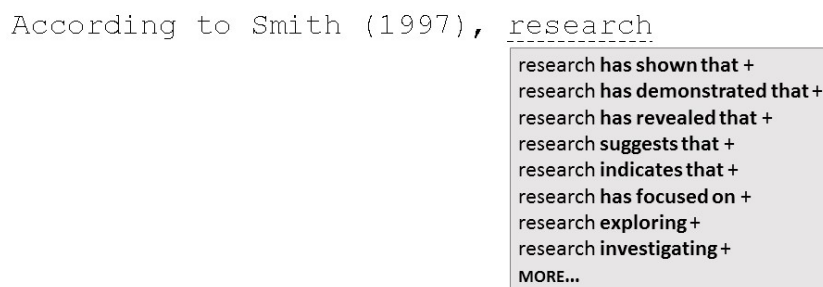 According to Smith (1997), research
research has shown that +
research has demonstrated that +
research has revealed that +
research suggests that +
research indicates that +
research has focused on +
research exploring +
research investigating +
MORE...